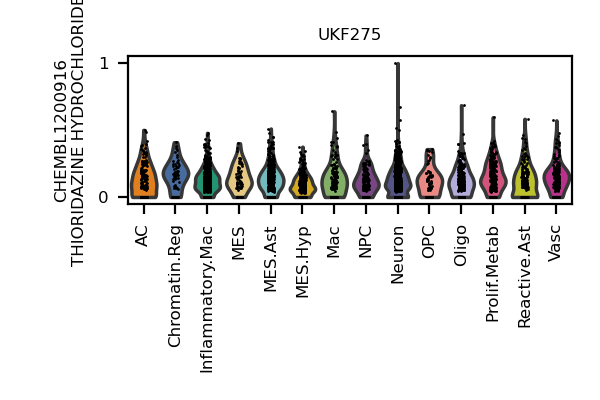 UKF275
CHEMBL1200916
THIORIDAZINE HYDROCHLORIDE
1
0
AC
Chromatin.Reg
Inflammatory.Mac
MES
MES.Ast
MES.Hyp
Mac
NPC
Neuron
OPC
Oligo
Prolif.Metab
Reactive.Ast
Vasc